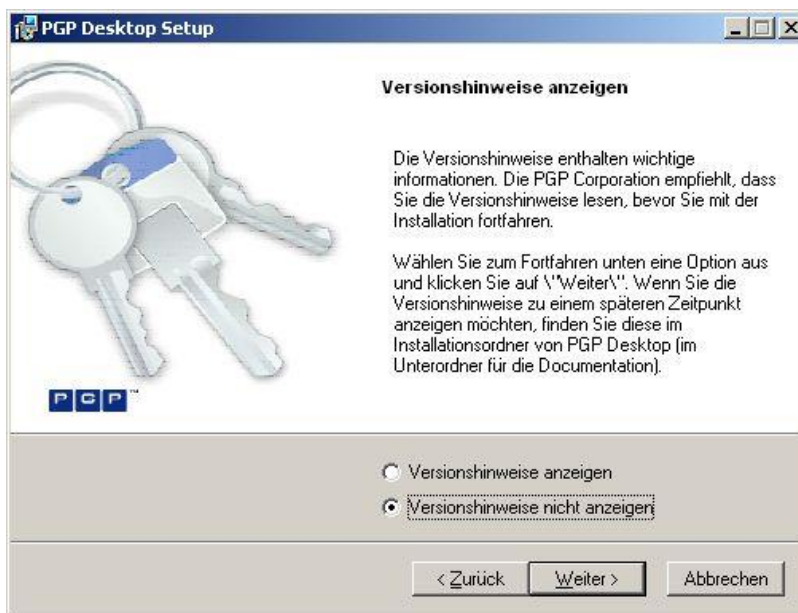 PGP Desktop Setup
Versionshinweise anzeigen
Die Versionshinweise enthalten wichtige
informationen. Die PGP Corporation empfiehlt, dass
Sie die Versionshinweise lesen, bevor Sie mit der
Installation fortfahren.
Wählen Sie zum Fortfahren unten eine Option aus
und klicken Sie auf \"Weiter\". Wenn Sie die
Versionshinweise zu einem späteren Zeitpunkt
anzeigen möchten, finden Sie diese im
Installationsordner von PGP Desktop (im
Unterordner für die Documentation).
PGP™
Versionshinweise anzeigen
Versionshinweise nicht anzeigen
< Zurück
Weiter >
Abbrechen